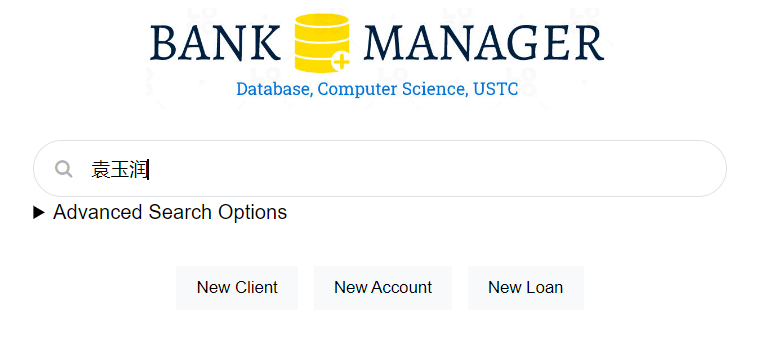 BANK MANAGER
Database, Computer Science, USTC
袁玉润
Advanced Search Options
New Client New Account New Loan